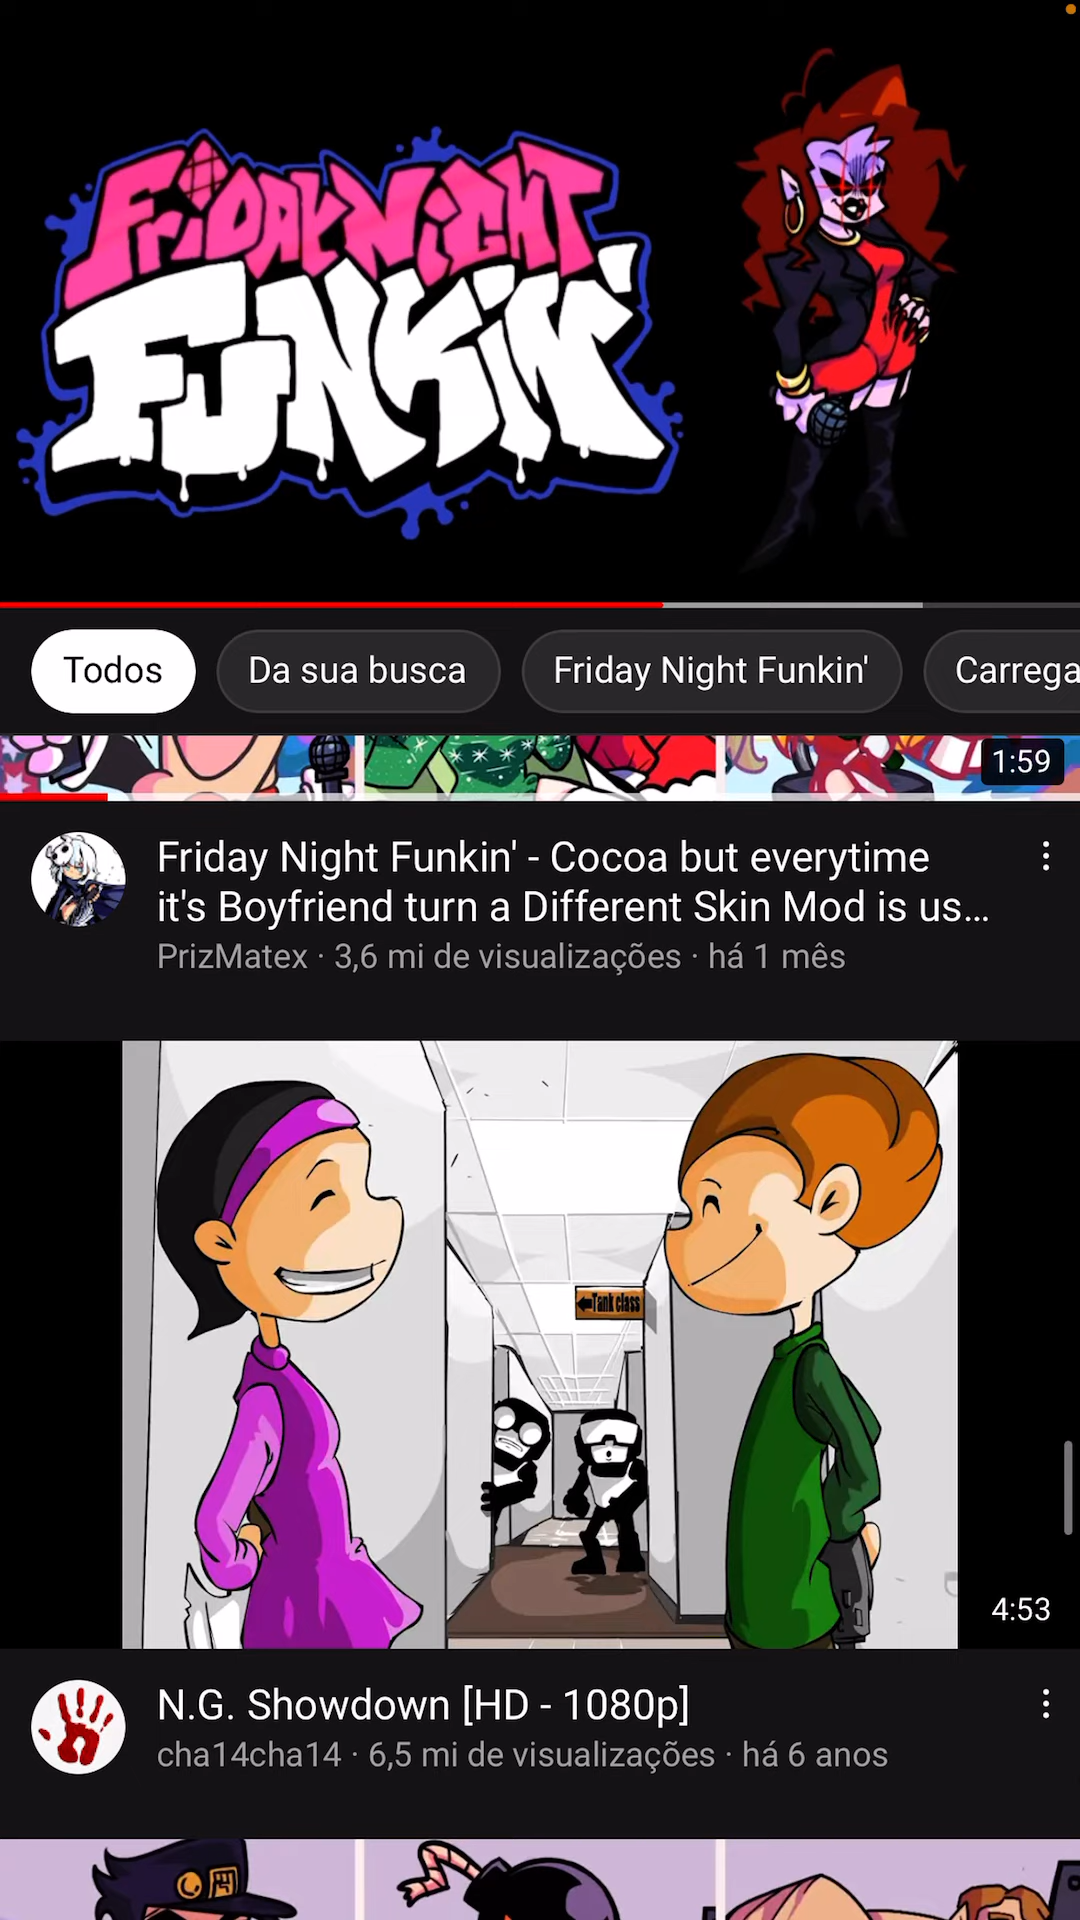 FRiDAY NiGHT
FUNKiN'
Todos
Da sua busca
Friday Night Funkin'
Carrega
1:59
Friday Night Funkin' - Cocoa but everytime
it's Boyfriend turn a Different Skin Mod is us...
PrizMatex · 3,6 mi de visualizações · há 1 mês
Tank class
4:53
N.G. Showdown [HD - 1080p]
cha14cha14 · 6,5 mi de visualizações · há 6 anos